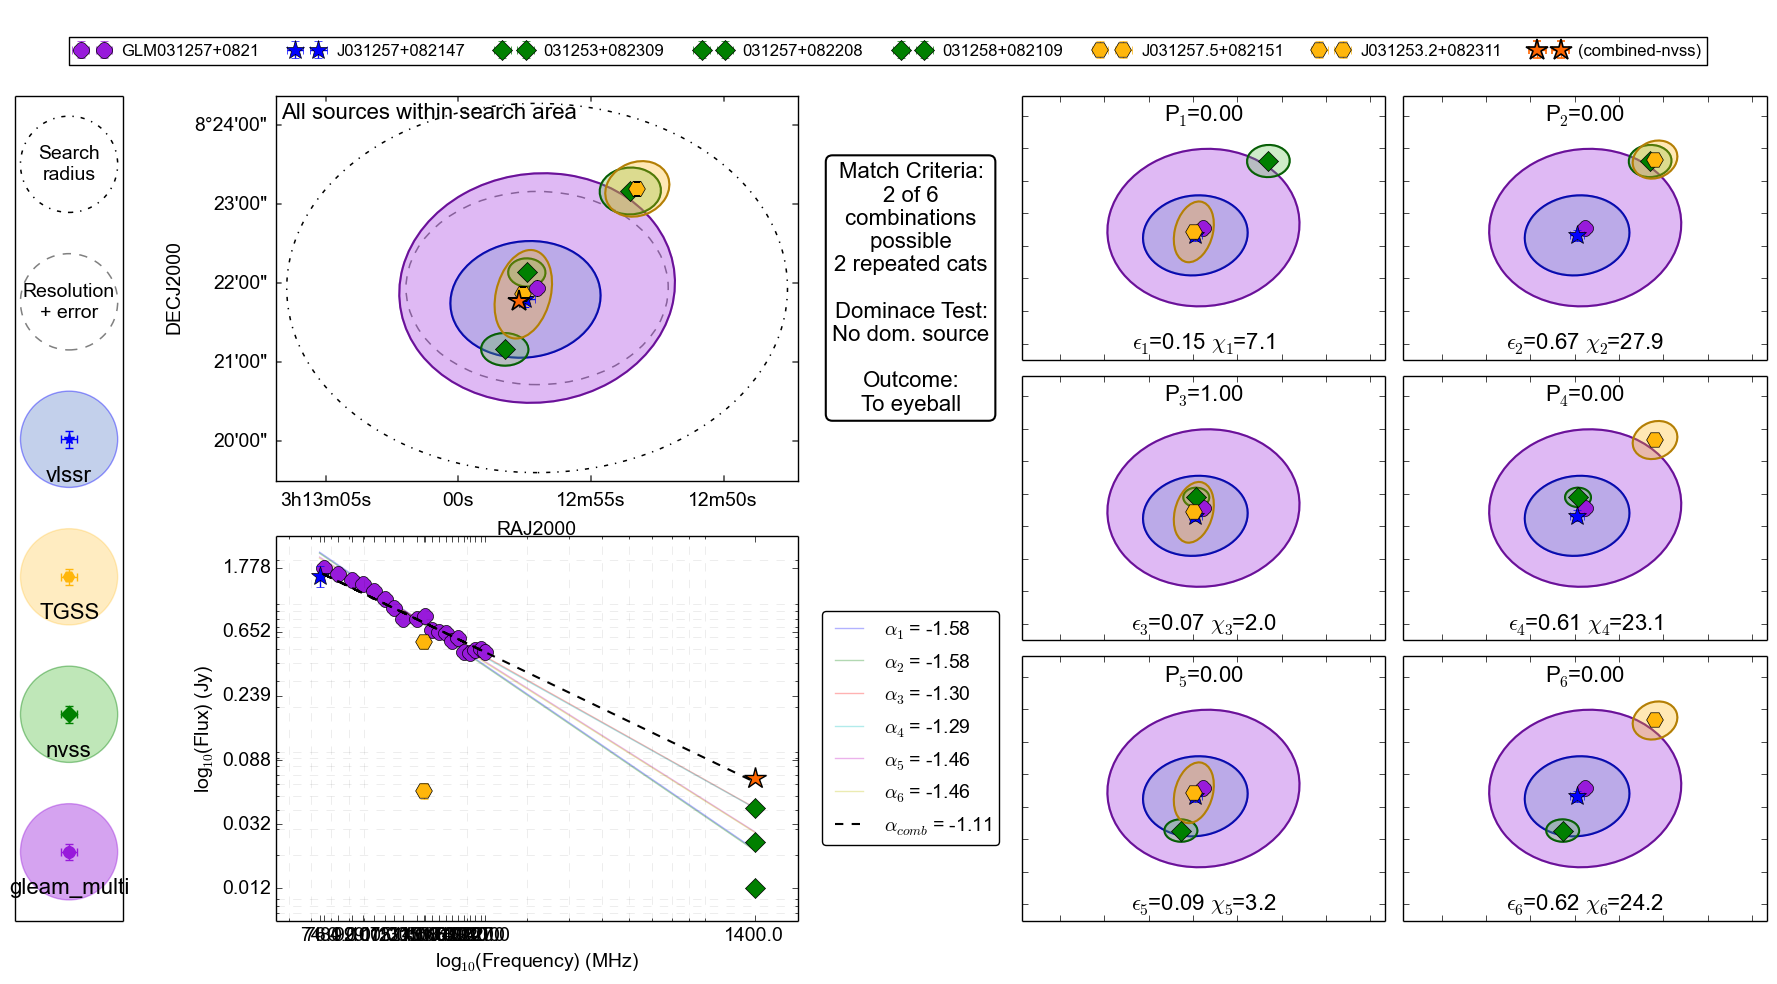 GLM031257+0821 J031257+082147 031253+082309 031257+082208 031258+082109 J031257.5+082151 J031253.2+082311 (combined-nvss)
Search
radius
Resolution
+ error
vlssr
TGSS
nvss
gleam_multi
All sources within search area
8°24'00"
23'00"
22'00"
21'00"
20'00"
DECJ2000
3h13m05s 00s 12m55s 12m50s
RAJ2000
Match Criteria:
2 of 6
combinations
possible
2 repeated cats
Dominace Test:
No dom. source
Outcome:
To eyeball
1.778
0.652
0.239
0.088
0.032
0.012
log₁₀(Flux) (Jy)
1400.0
log₁₀(Frequency) (MHz)
α₁ = -1.58
α₂ = -1.58
α₃ = -1.30
α₄ = -1.29
α₅ = -1.46
α₆ = -1.46
α_comb = -1.11
P₁=0.00
ϵ₁=0.15 χ₁=7.1
P₂=0.00
ϵ₂=0.67 χ₂=27.9
P₃=1.00
ϵ₃=0.07 χ₃=2.0
P₄=0.00
ϵ₄=0.61 χ₄=23.1
P₅=0.00
ϵ₅=0.09 χ₅=3.2
P₆=0.00
ϵ₆=0.62 χ₆=24.2